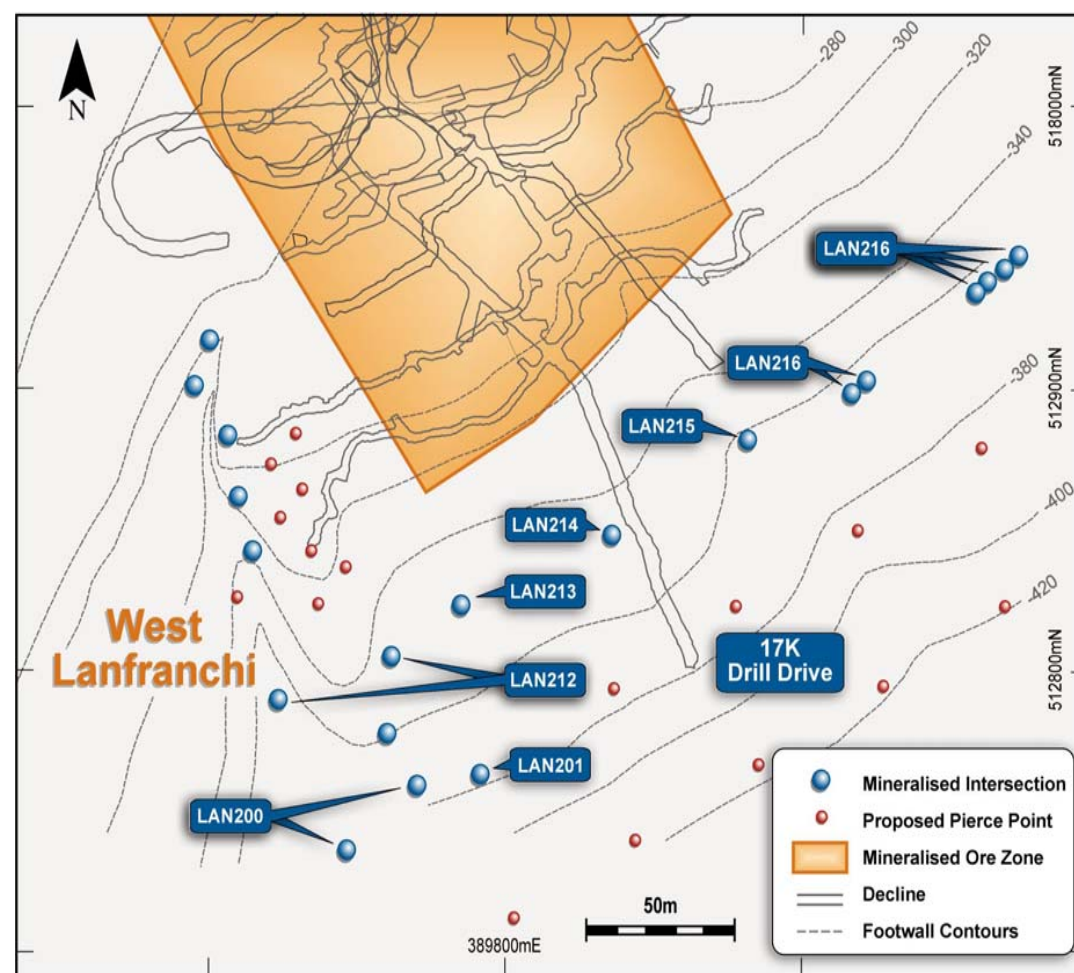 N
-280
-300
-320
-340
-380
-400
-420
5118000mN
512900mN
512800mN
389800mE
LAN216
LAN216
LAN215
LAN214
LAN213
LAN212
LAN201
LAN200
West
Lanfranchi
17K
Drill Drive
Mineralised Intersection
Proposed Pierce Point
Mineralised Ore Zone
Decline
Footwall Contours
50m